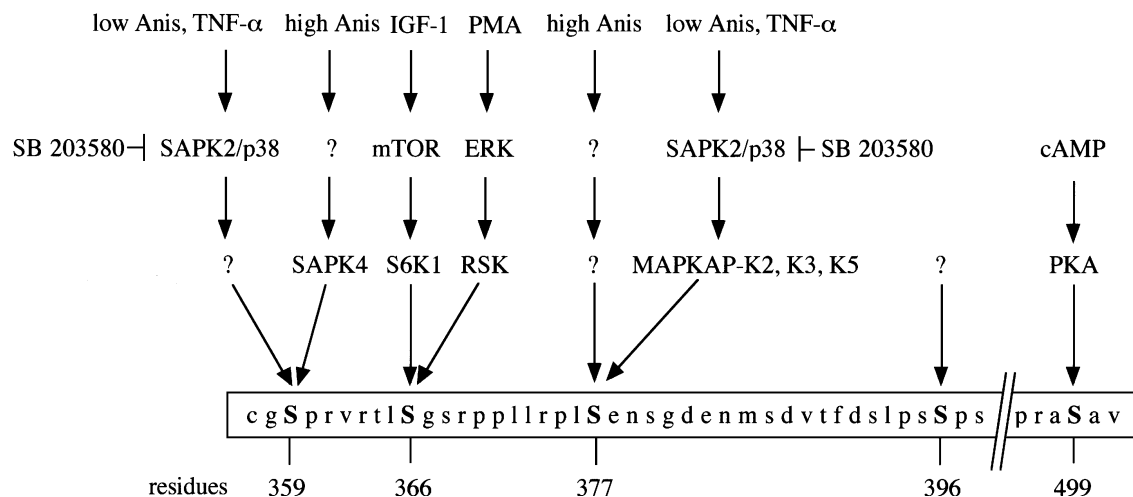 low Anis, TNF-α high Anis IGF-1 PMA high Anis low Anis, TNF-α
SB 203580 SAPK2/p38 ? mTOR ERK ? SAPK2/p38 SB 203580 cAMP
? SAPK4 S6K1 RSK ? MAPKAP-K2, K3, K5 ? PKA
c g S p r v r t l S g s r p p l l r p l S e n s g d e n m s d v t f d s l p s S p s p r a S a v
residues 359 366 377 396 499